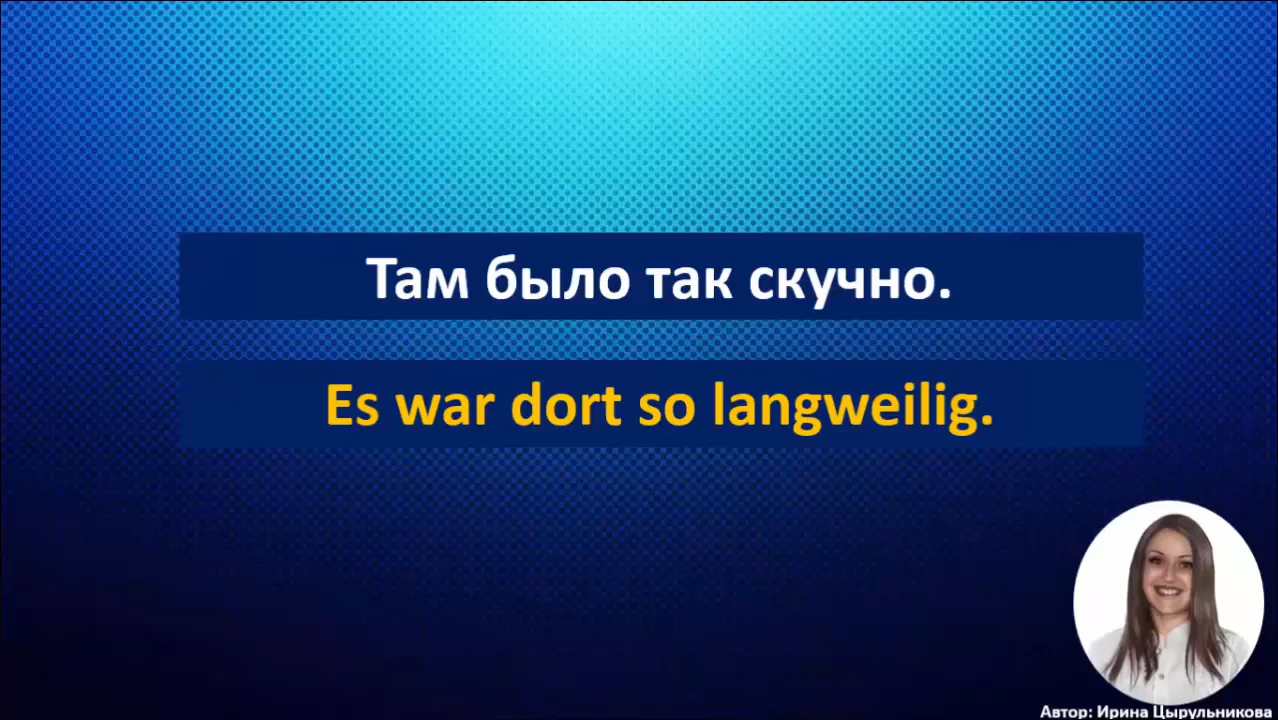 Там было так скучно.
Es war dort so langweilig.
Автор: Ирина Цырульникова